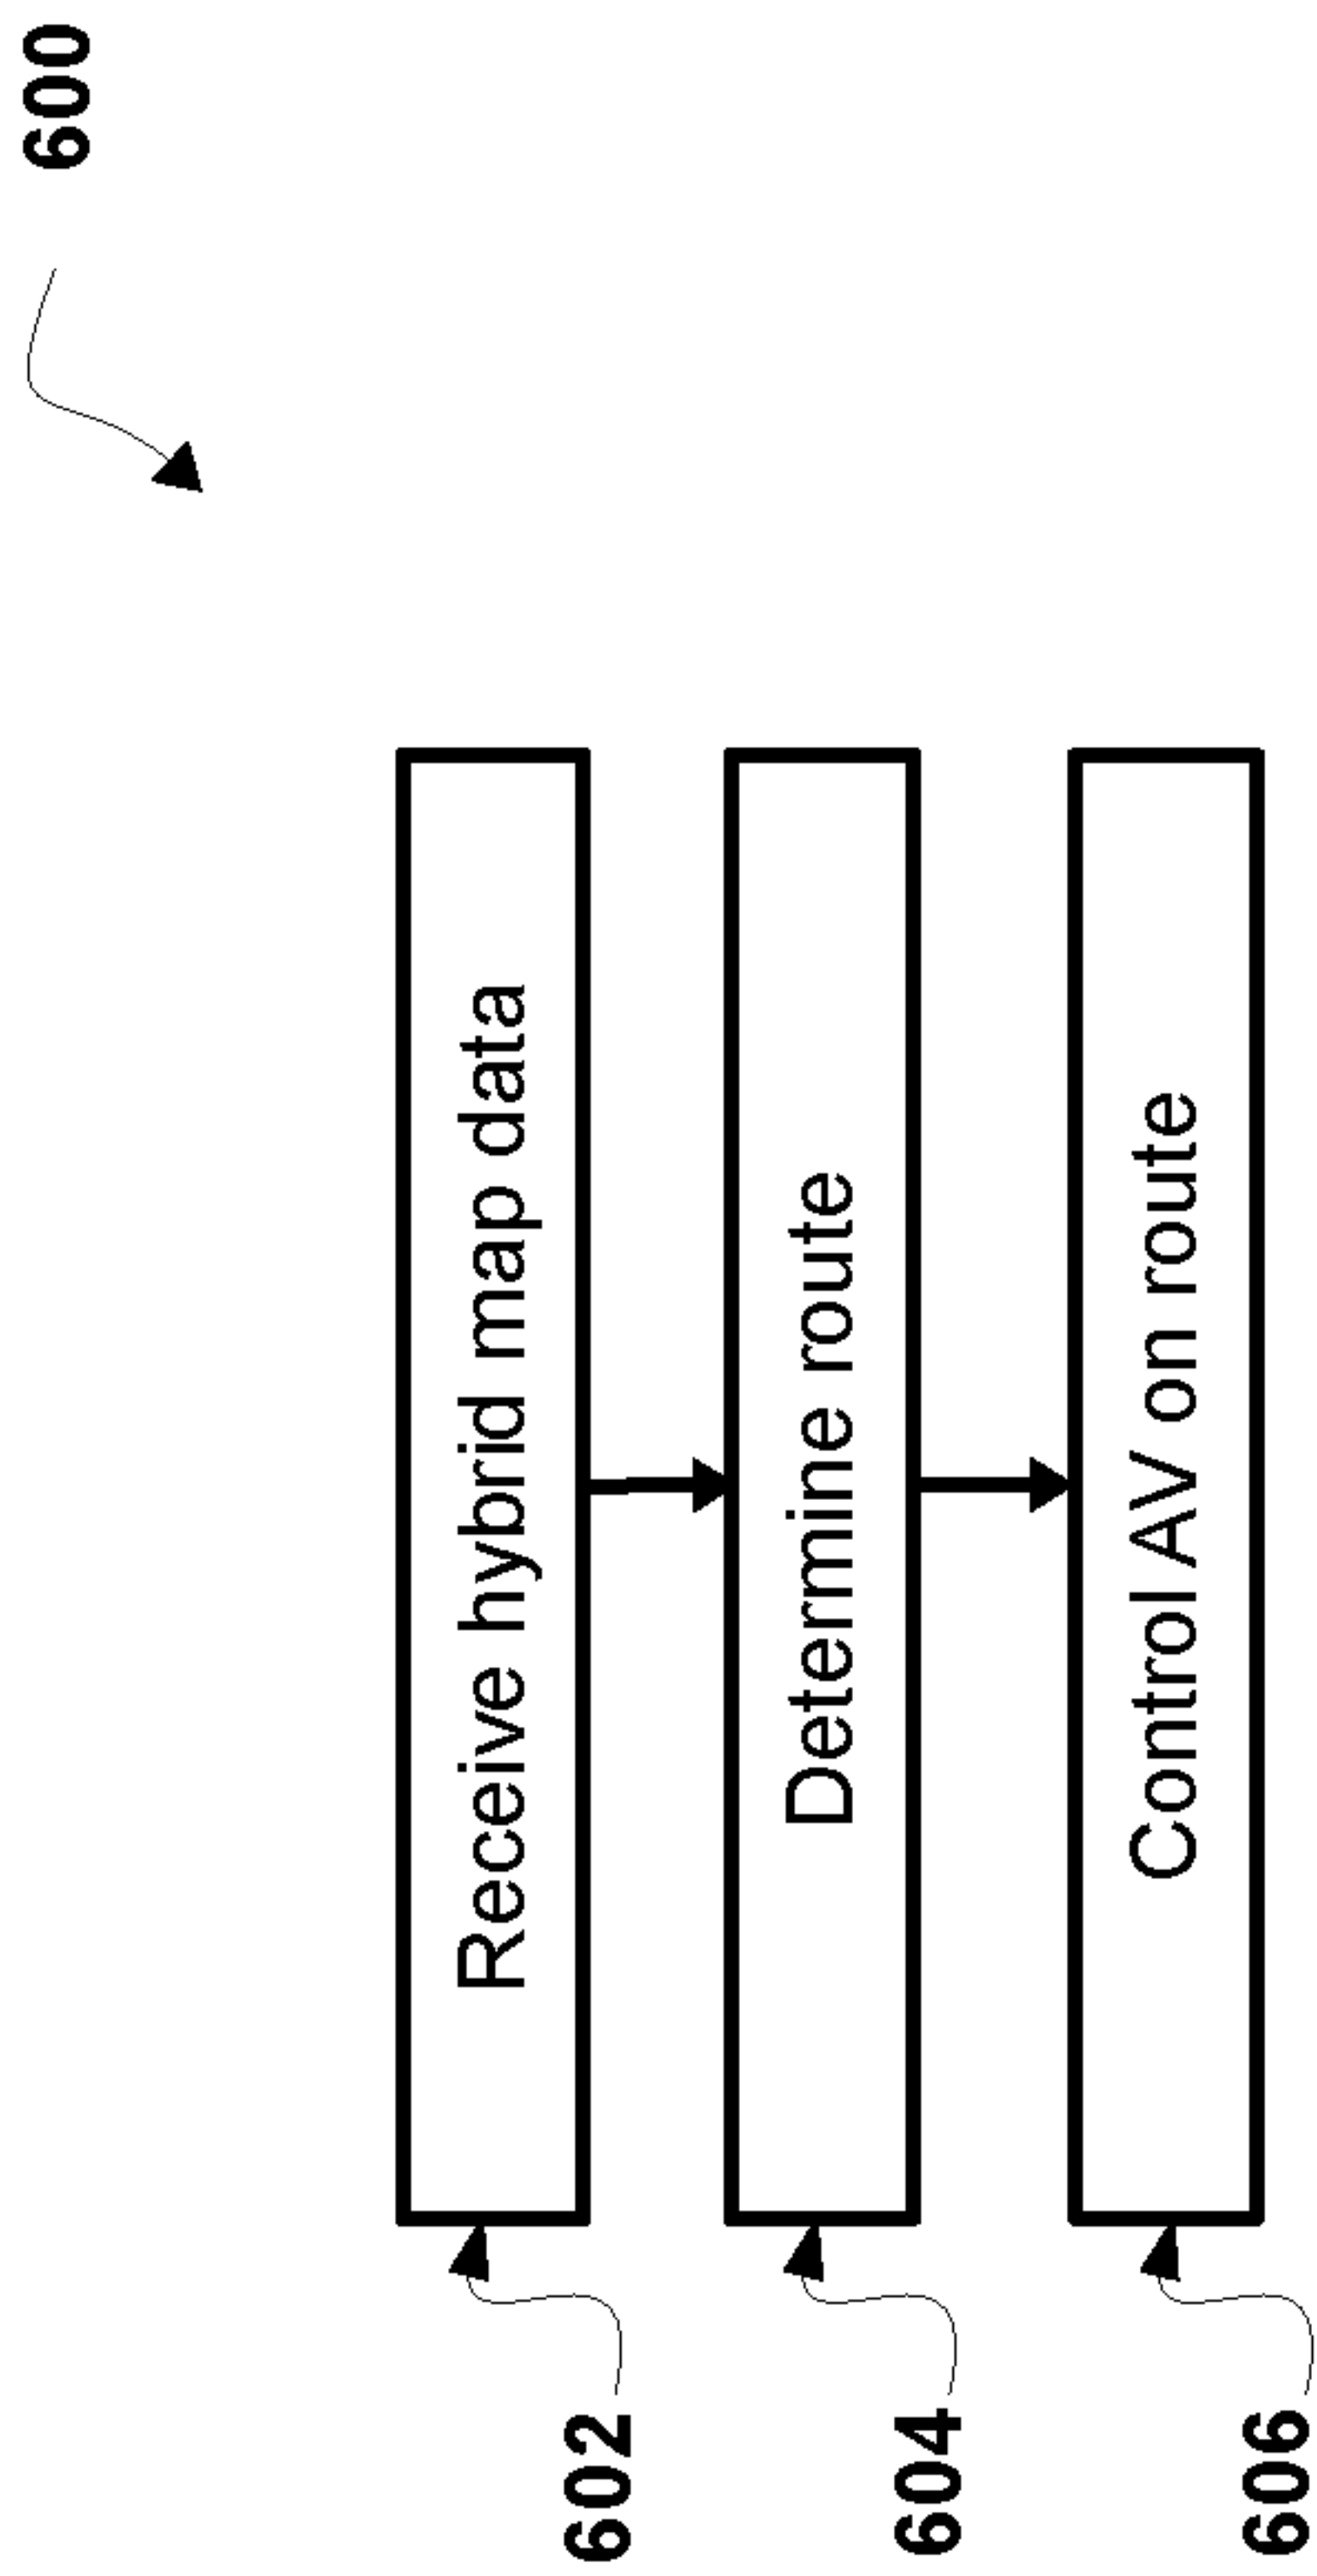 600
602
Receive hybrid map data
604
Determine route
606
Control AV on route